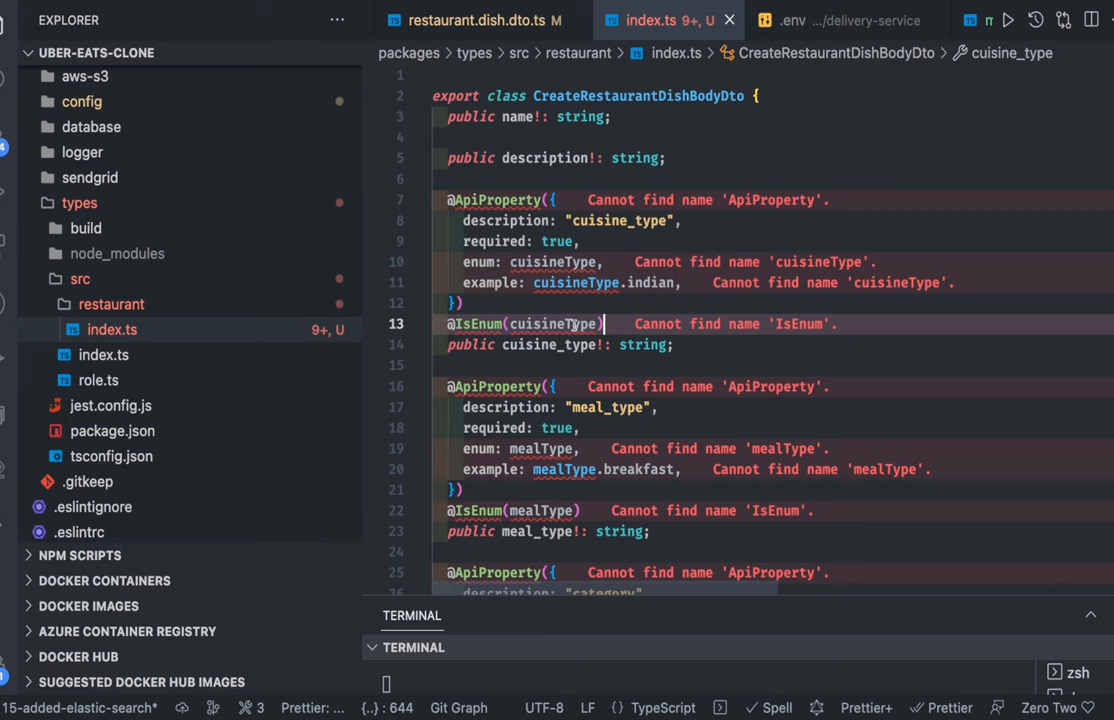 EXPLORER
restaurant.dish.dto.ts M
index.ts 9+, U
.env .../delivery-service
UBER-EATS-CLONE
packages > types > src > restaurant > index.ts > CreateRestaurantDishBodyDto > cuisine_type
aws-s3
config
database
logger
sendgrid
types
build
node_modules
src
restaurant
index.ts 9+, U
index.ts
role.ts
jest.config.js
package.json
tsconfig.json
.gitkeep
.eslintignore
.eslintrc
NPM SCRIPTS
DOCKER CONTAINERS
DOCKER IMAGES
AZURE CONTAINER REGISTRY
DOCKER HUB
SUGGESTED DOCKER HUB IMAGES
1
2 export class CreateRestaurantDishBodyDto {
3 public name!: string;
4
5 public description!: string;
6
7 @ApiProperty({ Cannot find name 'ApiProperty'.
8 description: "cuisine_type",
9 required: true,
10 enum: cuisineType, Cannot find name 'cuisineType'.
11 example: cuisineType.indian, Cannot find name 'cuisineType'.
12 })
13 @IsEnum(cuisineType) Cannot find name 'IsEnum'.
14 public cuisine_type!: string;
15
16 @ApiProperty({ Cannot find name 'ApiProperty'.
17 description: "meal_type",
18 required: true,
19 enum: mealType, Cannot find name 'mealType'.
20 example: mealType.breakfast, Cannot find name 'mealType'.
21 })
22 @IsEnum(mealType) Cannot find name 'IsEnum'.
23 public meal_type!: string;
24
25 @ApiProperty({ Cannot find name 'ApiProperty'.
26 description: "category"
TERMINAL
TERMINAL
zsh
15-added-elastic-search* 3 Prettier: ... {..} : 644 Git Graph UTF-8 LF {} TypeScript Spell Prettier+ Prettier Zero Two